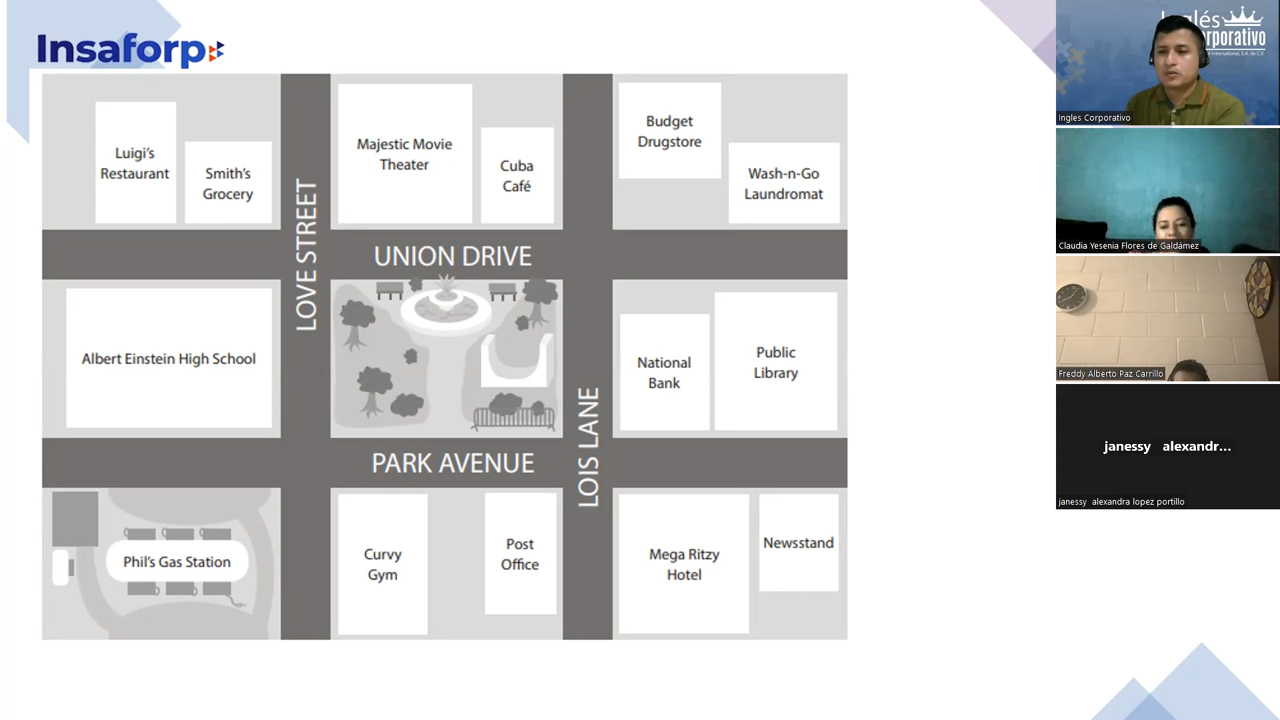 Insaforp
Luigi's
Restaurant
Smith's
Grocery
LOVE STREET
Majestic Movie
Theater
Cuba
Café
Budget
Drugstore
Wash-n-Go
Laundromat
UNION DRIVE
Albert Einstein High School
National
Bank
Public
Library
LOIS LANE
PARK AVENUE
Phil's Gas Station
Curvy
Gym
Post
Office
Mega Ritzy
Hotel
Newsstand
Inglés
orporativo
Ingles Corporativo
Claudia Yesenia Flores de Galdámez
Freddy Alberto Paz Carrillo
janessy alexandr...
janessy alexandra lopez portillo